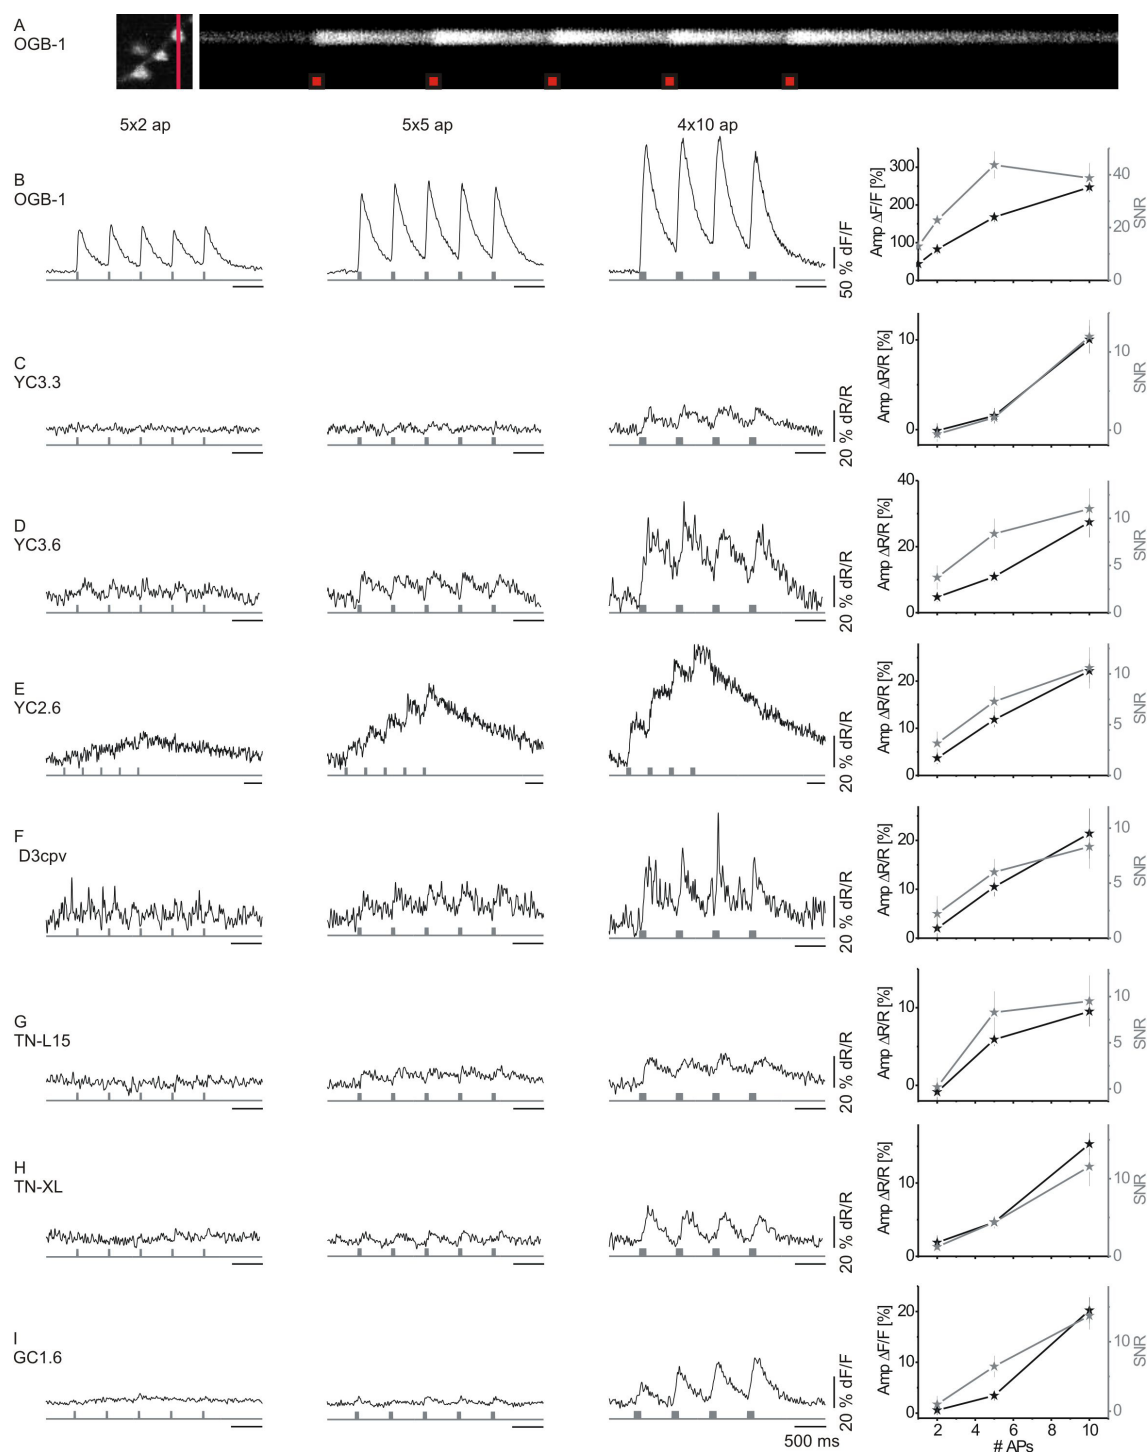 A
OGB-1
5x2 ap
5x5 ap
4x10 ap
B
OGB-1
50 % dF/F
Amp ΔF/F [%]
300
200
100
0
40
20
0
SNR
C
YC3.3
20 % dR/R
Amp ΔR/R [%]
10
0
10
0
SNR
D
YC3.6
20 % dR/R
Amp ΔR/R [%]
40
20
0
10
5
0
SNR
E
YC2.6
20 % dR/R
Amp ΔR/R [%]
20
10
0
10
5
0
SNR
F
D3cpv
20 % dR/R
Amp ΔR/R [%]
20
10
0
10
5
0
SNR
G
TN-L15
20 % dR/R
Amp ΔR/R [%]
10
0
10
5
0
SNR
H
TN-XL
20 % dR/R
Amp ΔR/R [%]
10
0
10
0
SNR
I
GC1.6
20 % dF/F
500 ms
Amp ΔF/F [%]
20
10
0
10
0
SNR
2 4 6 8 10
# APs